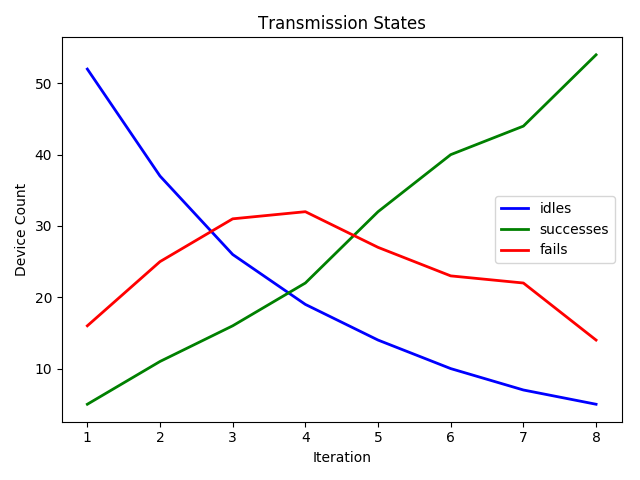 Transmission States
Device Count
50
40
30
20
10
idles
successes
fails
1 2 3 4 5 6 7 8
Iteration